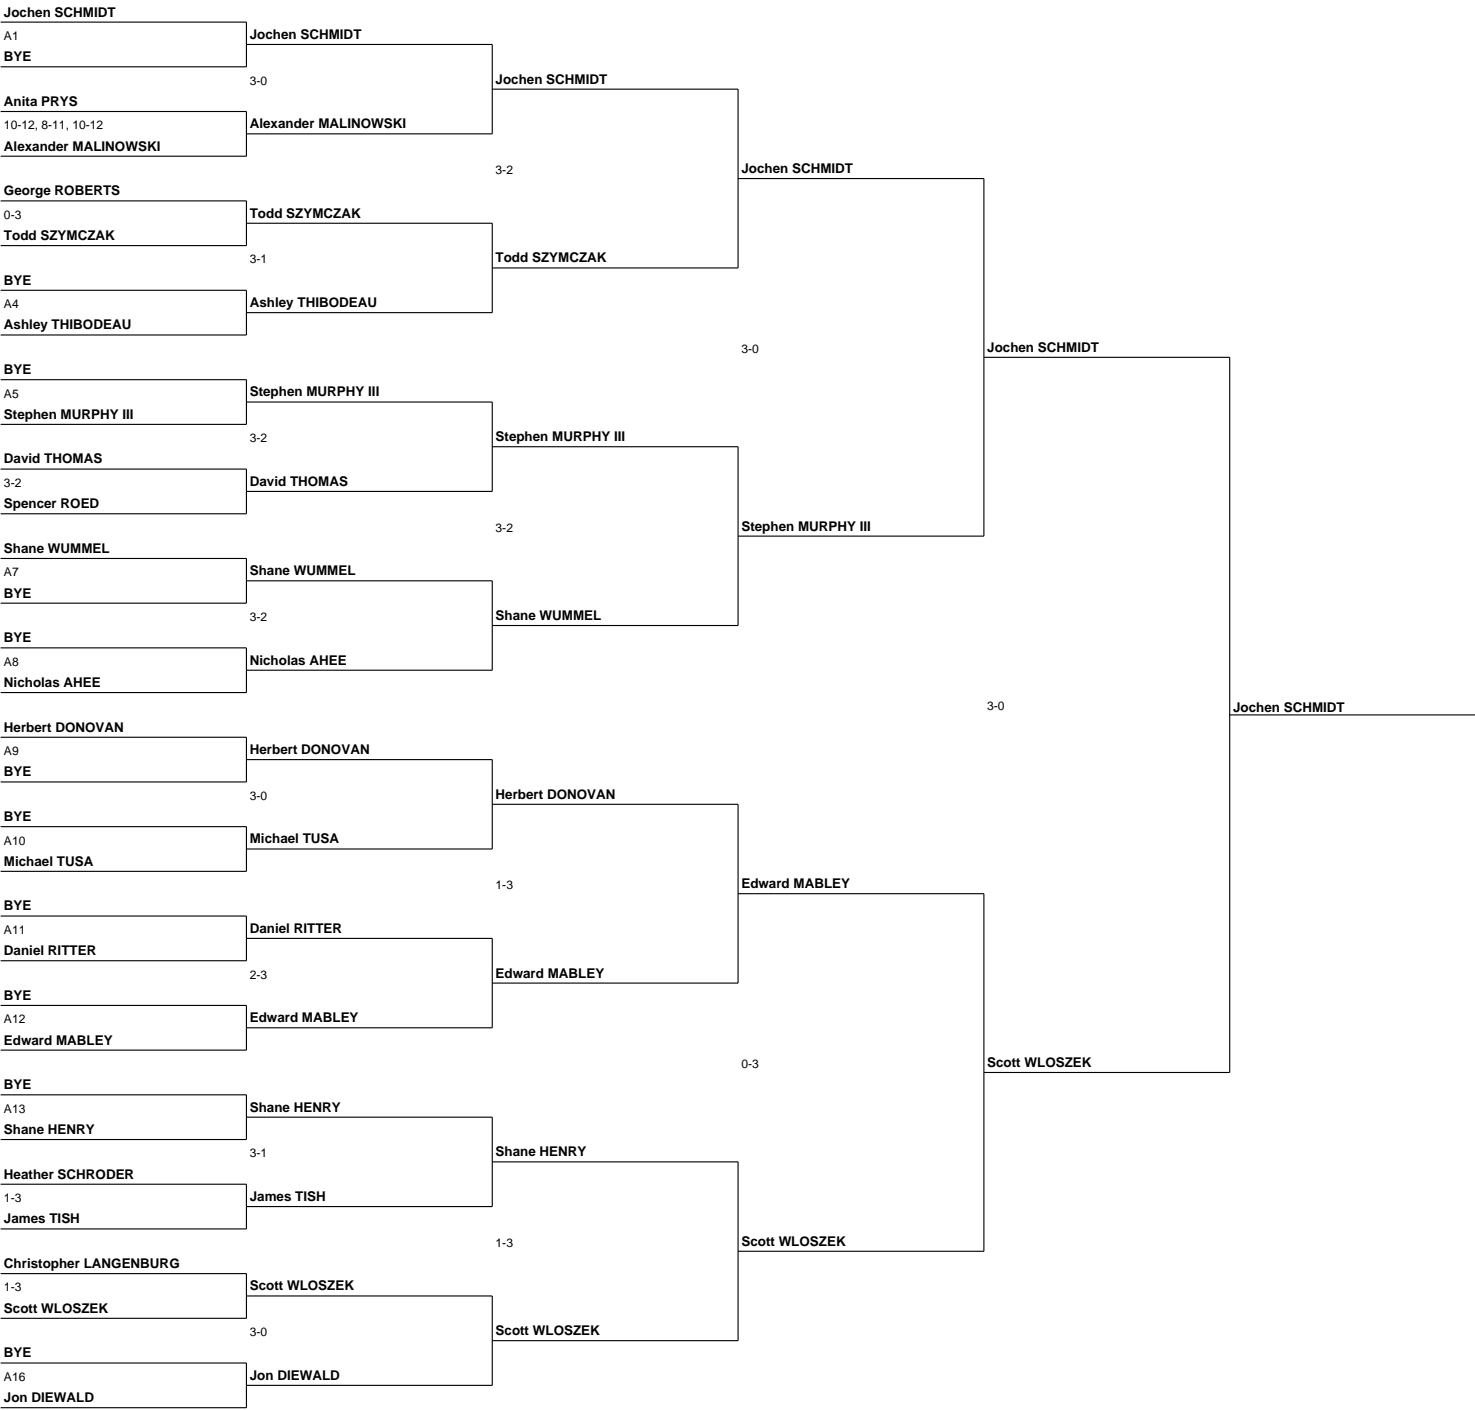 Jochen SCHMIDT
A1
BYE
Anita PRYS
10-12, 8-11, 10-12
Alexander MALINOWSKI
George ROBERTS
0-3
Todd SZYMCZAK
BYE
A4
Ashley THIBODEAU
BYE
A5
Stephen MURPHY III
David THOMAS
3-2
Spencer ROED
Shane WUMMEL
A7
BYE
BYE
A8
Nicholas AHEE
Herbert DONOVAN
A9
BYE
BYE
A10
Michael TUSA
BYE
A11
Daniel RITTER
BYE
A12
Edward MABLEY
BYE
A13
Shane HENRY
Heather SCHRODER
1-3
James TISH
Christopher LANGENBURG
1-3
Scott WLOSZEK
BYE
A16
Jon DIEWALD
Jochen SCHMIDT
3-0
Alexander MALINOWSKI
Todd SZYMCZAK
3-1
Ashley THIBODEAU
Stephen MURPHY III
3-2
David THOMAS
Shane WUMMEL
3-2
Nicholas AHEE
Herbert DONOVAN
3-0
Michael TUSA
Daniel RITTER
2-3
Edward MABLEY
Shane HENRY
3-1
James TISH
Scott WLOSZEK
3-0
Jon DIEWALD
Jochen SCHMIDT
3-2
Todd SZYMCZAK
Stephen MURPHY III
3-2
Shane WUMMEL
Herbert DONOVAN
1-3
Edward MABLEY
Shane HENRY
1-3
Scott WLOSZEK
Jochen SCHMIDT
3-0
Stephen MURPHY III
Edward MABLEY
0-3
Scott WLOSZEK
Jochen SCHMIDT
3-0
Scott WLOSZEK
Jochen SCHMIDT